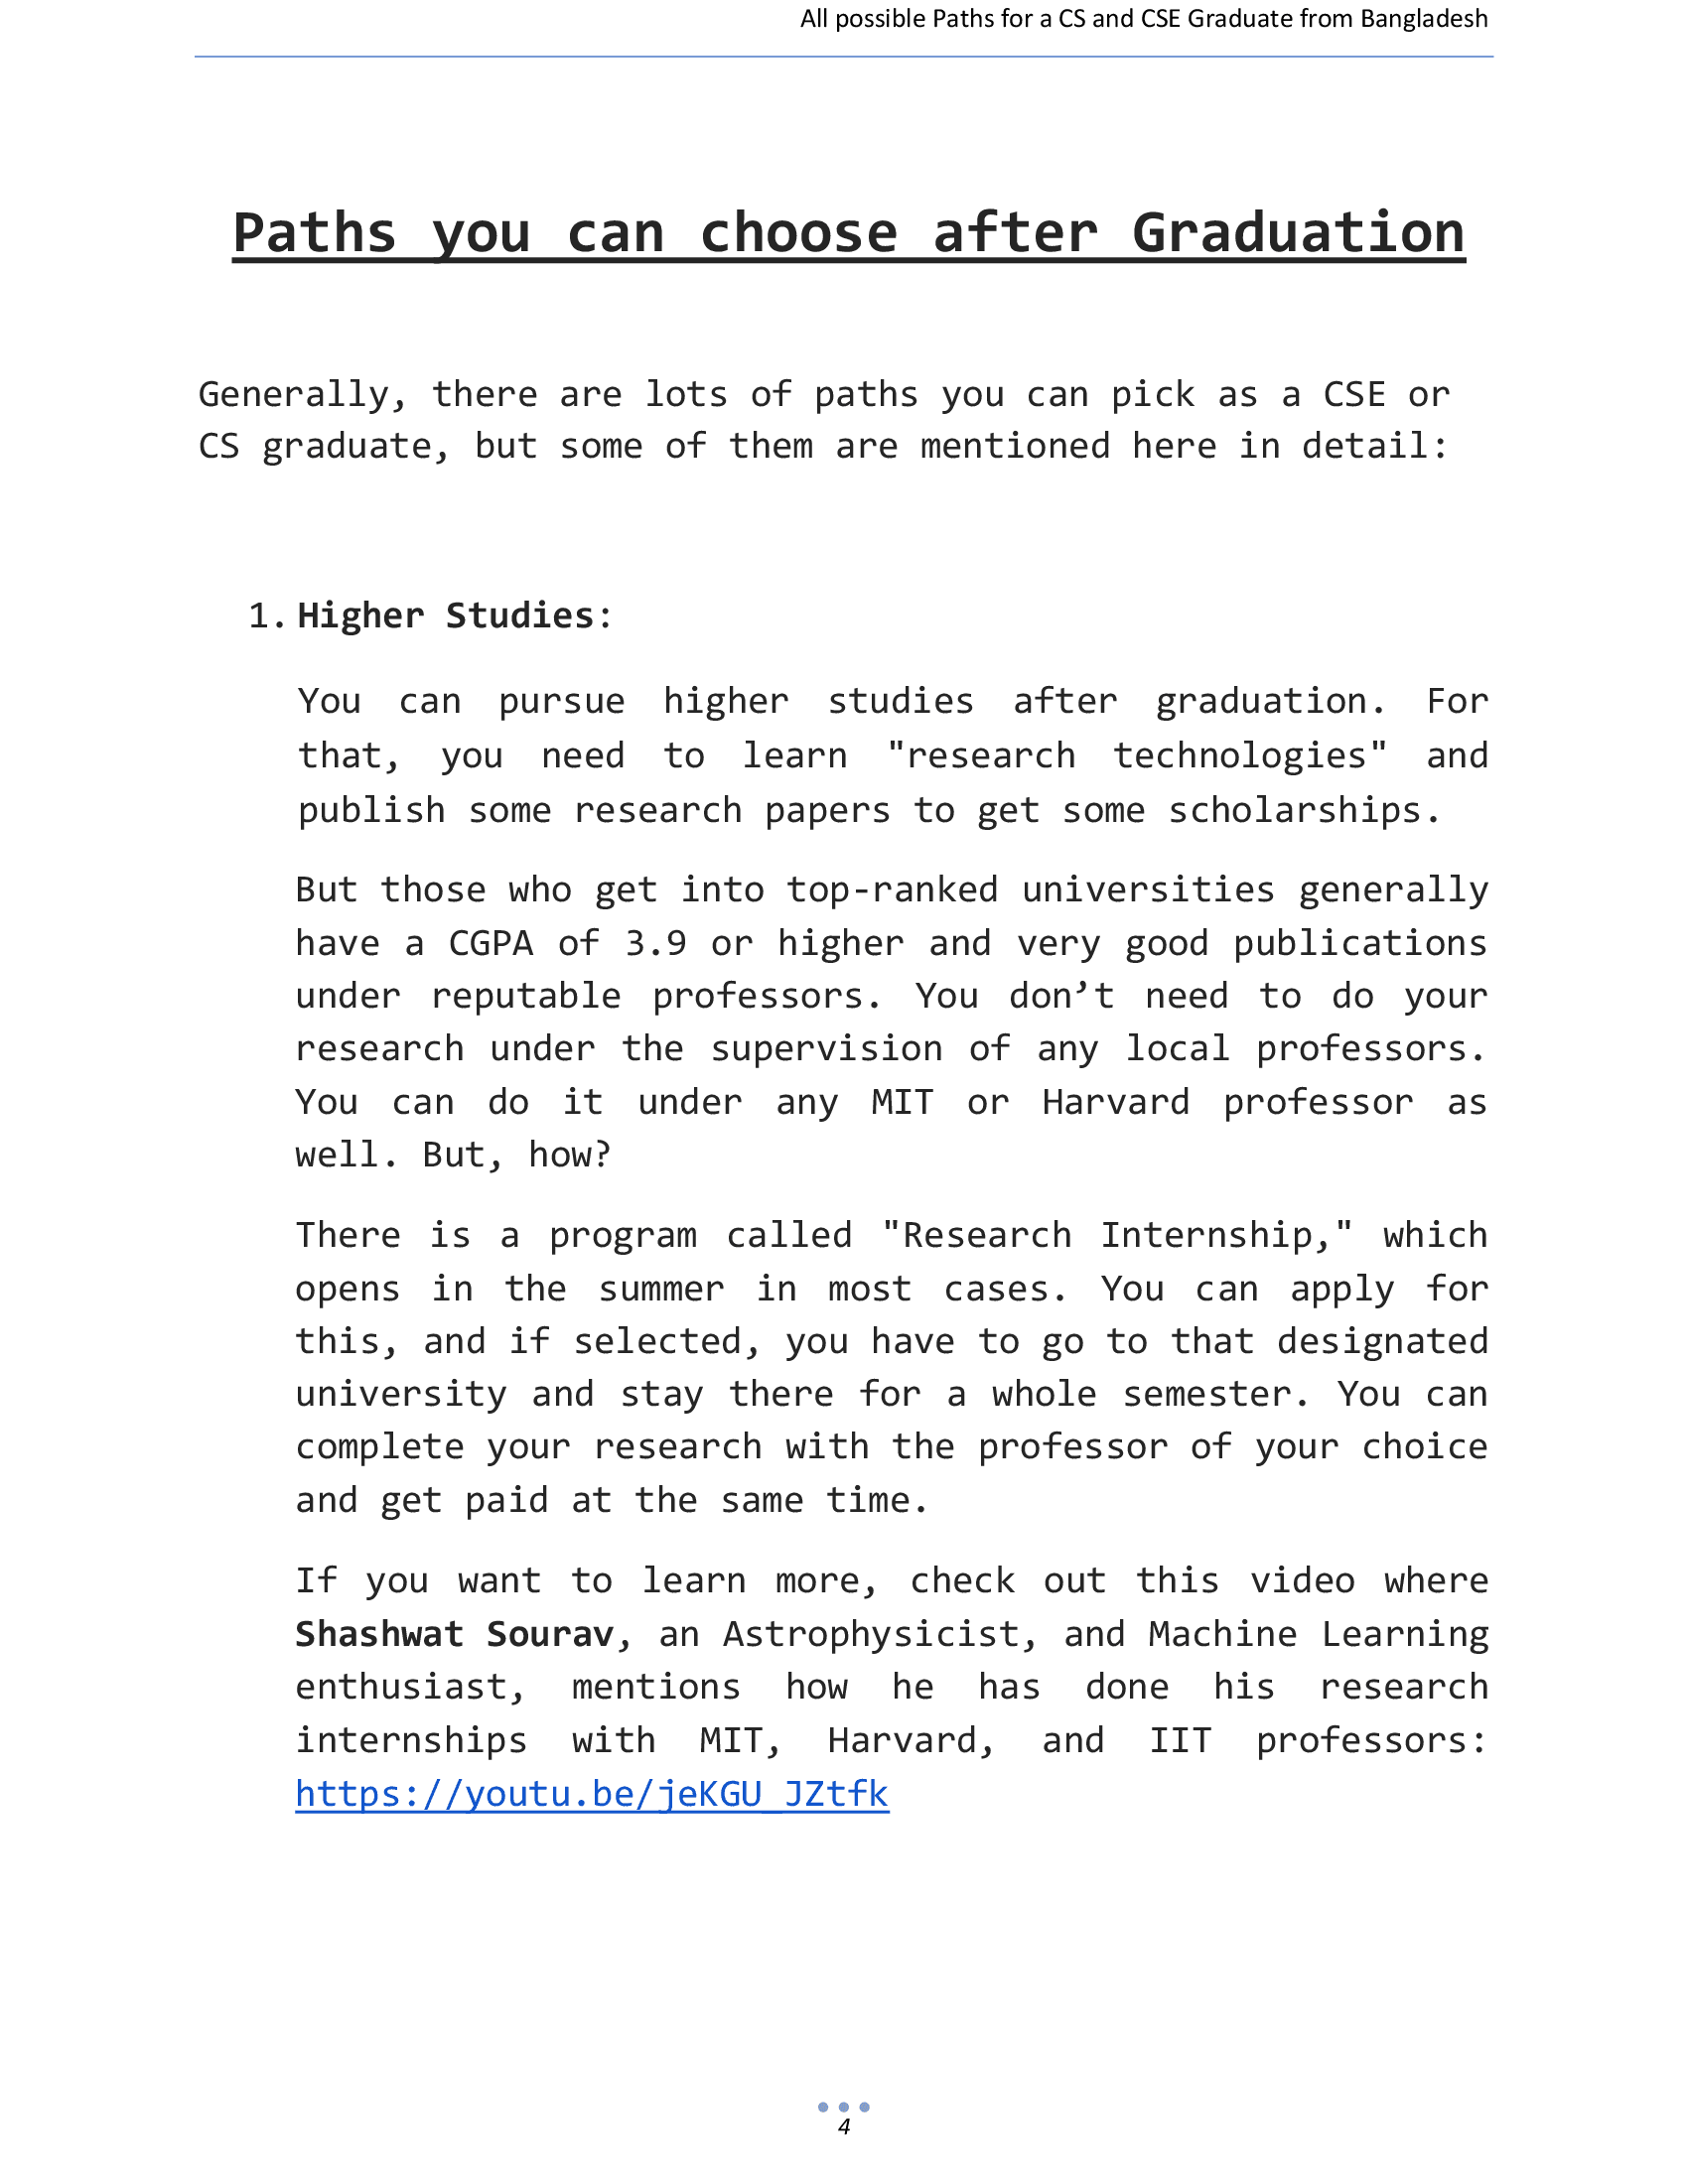 All possible Paths for a CS and CSE Graduate from Bangladesh
Paths you can choose after Graduation
Generally, there are lots of paths you can pick as a CSE or
CS graduate, but some of them are mentioned here in detail:
1. Higher Studies:
You can pursue higher studies after graduation. For
that, you need to learn "research technologies" and
publish some research papers to get some scholarships.
But those who get into top-ranked universities generally
have a CGPA of 3.9 or higher and very good publications
under reputable professors. You don’t need to do your
research under the supervision of any local professors.
You can do it under any MIT or Harvard professor as
well. But, how?
There is a program called "Research Internship," which
opens in the summer in most cases. You can apply for
this, and if selected, you have to go to that designated
university and stay there for a whole semester. You can
complete your research with the professor of your choice
and get paid at the same time.
If you want to learn more, check out this video where
Shashwat Sourav, an Astrophysicist, and Machine Learning
enthusiast, mentions how he has done his research
internships with MIT, Harvard, and IIT professors:
https://youtu.be/jeKGU_JZtfk
4